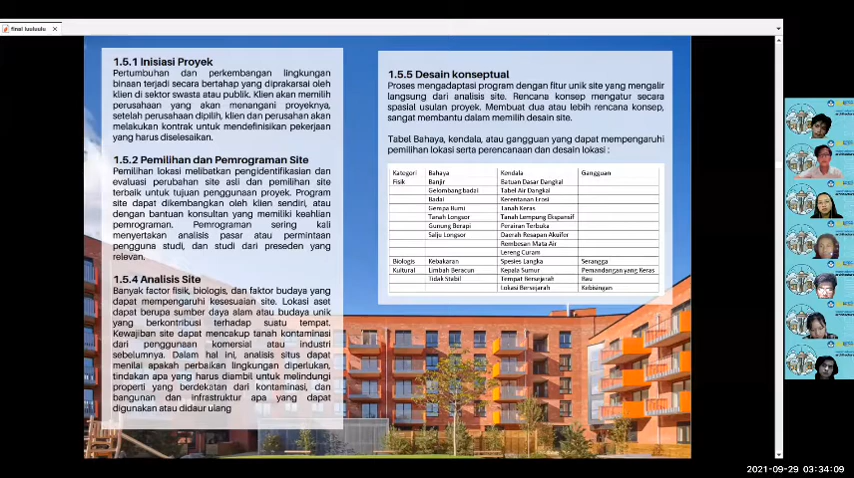 final luoluolu
1.5.1 Inisiasi Proyek
Pertumbuhan dan perkembangan lingkungan
binaan terjadi secara bertahap yang diprakarsai oleh
klien di sektor swasta atau publik. Klien akan memilih
perusahaan yang akan menangani proyeknya,
setelah perusahaan dipilih, klien dan perusahan akan
melakukan kontrak untuk mendefinisikan pekerjaan
yang harus diselesaikan.
1.5.2 Pemilihan dan Pemrograman Site
Pemilihan lokasi melibatkan pengidentifikasian dan
evaluasi perubahan site asli dan pemilihan site
terbaik untuk tujuan penggunaan proyek. Program
site dapat dikembangkan oleh klien sendiri, atau
dengan bantuan konsultan yang memiliki keahlian
pemrograman. Pemrograman sering kali
menyertakan analisis pasar atau permintaan
pengguna studi, dan studi dari preseden yang
relevan.
1.5.4 Analisis Site
Banyak factor fisik, biologis, dan faktor budaya yang
dapat mempengaruhi kesesuaian site. Lokasi aset
dapat berupa sumber daya alam atau budaya unik
yang berkontribusi terhadap suatu tempat.
Kewajiban site dapat mencakup tanah kontaminasi
dari penggunaan komersial atau industri
sebelumnya. Dalam hal ini, analisis situs dapat
menilai apakah perbaikan lingkungan diperlukan,
tindakan apa yang harus diambil untuk melindungi
properti yang berdekatan dari kontaminasi, dan
bangunan dan infrastruktur apa yang dapat
digunakan atau didaur ulang
1.5.5 Desain konseptual
Proses mengadaptasi program dengan fitur unik site yang mengalir
langsung dari analisis site. Rencana konsep mengatur secara
spasial usulan proyek. Membuat dua atau lebih rencana konsep,
sangat membantu dalam memilih desain site.
Tabel Bahaya, kendala, atau gangguan yang dapat mempengaruhi
pemilihan lokasi serta perencanaan dan desain lokasi :
Kategori Bahaya Kendala Gangguan
Fisik Banjir Batuan Dasar Dangkal
Gelombang badai Tabel Air Dangkal
Badai Kerentanan Erosi
Gempa Bumi Tanah Keras
Tanah Longsor Tanah Lempung Ekspansif
Gunung Berapi Perairan Terbuka
Salju Longsor Daerah Resapan Akuifer
Rembesan Mata Air
Lereng Curam
Biologis Kebakaran Spesies Langka Serangga
Kultural Limbah Beracun Kepala Sumur Pemandangan yang Keras
Tidak Stabil Tempat Bersejarah Bau
Lokasi Bersejarah Kebisingan
2021-09-29 03:34:09